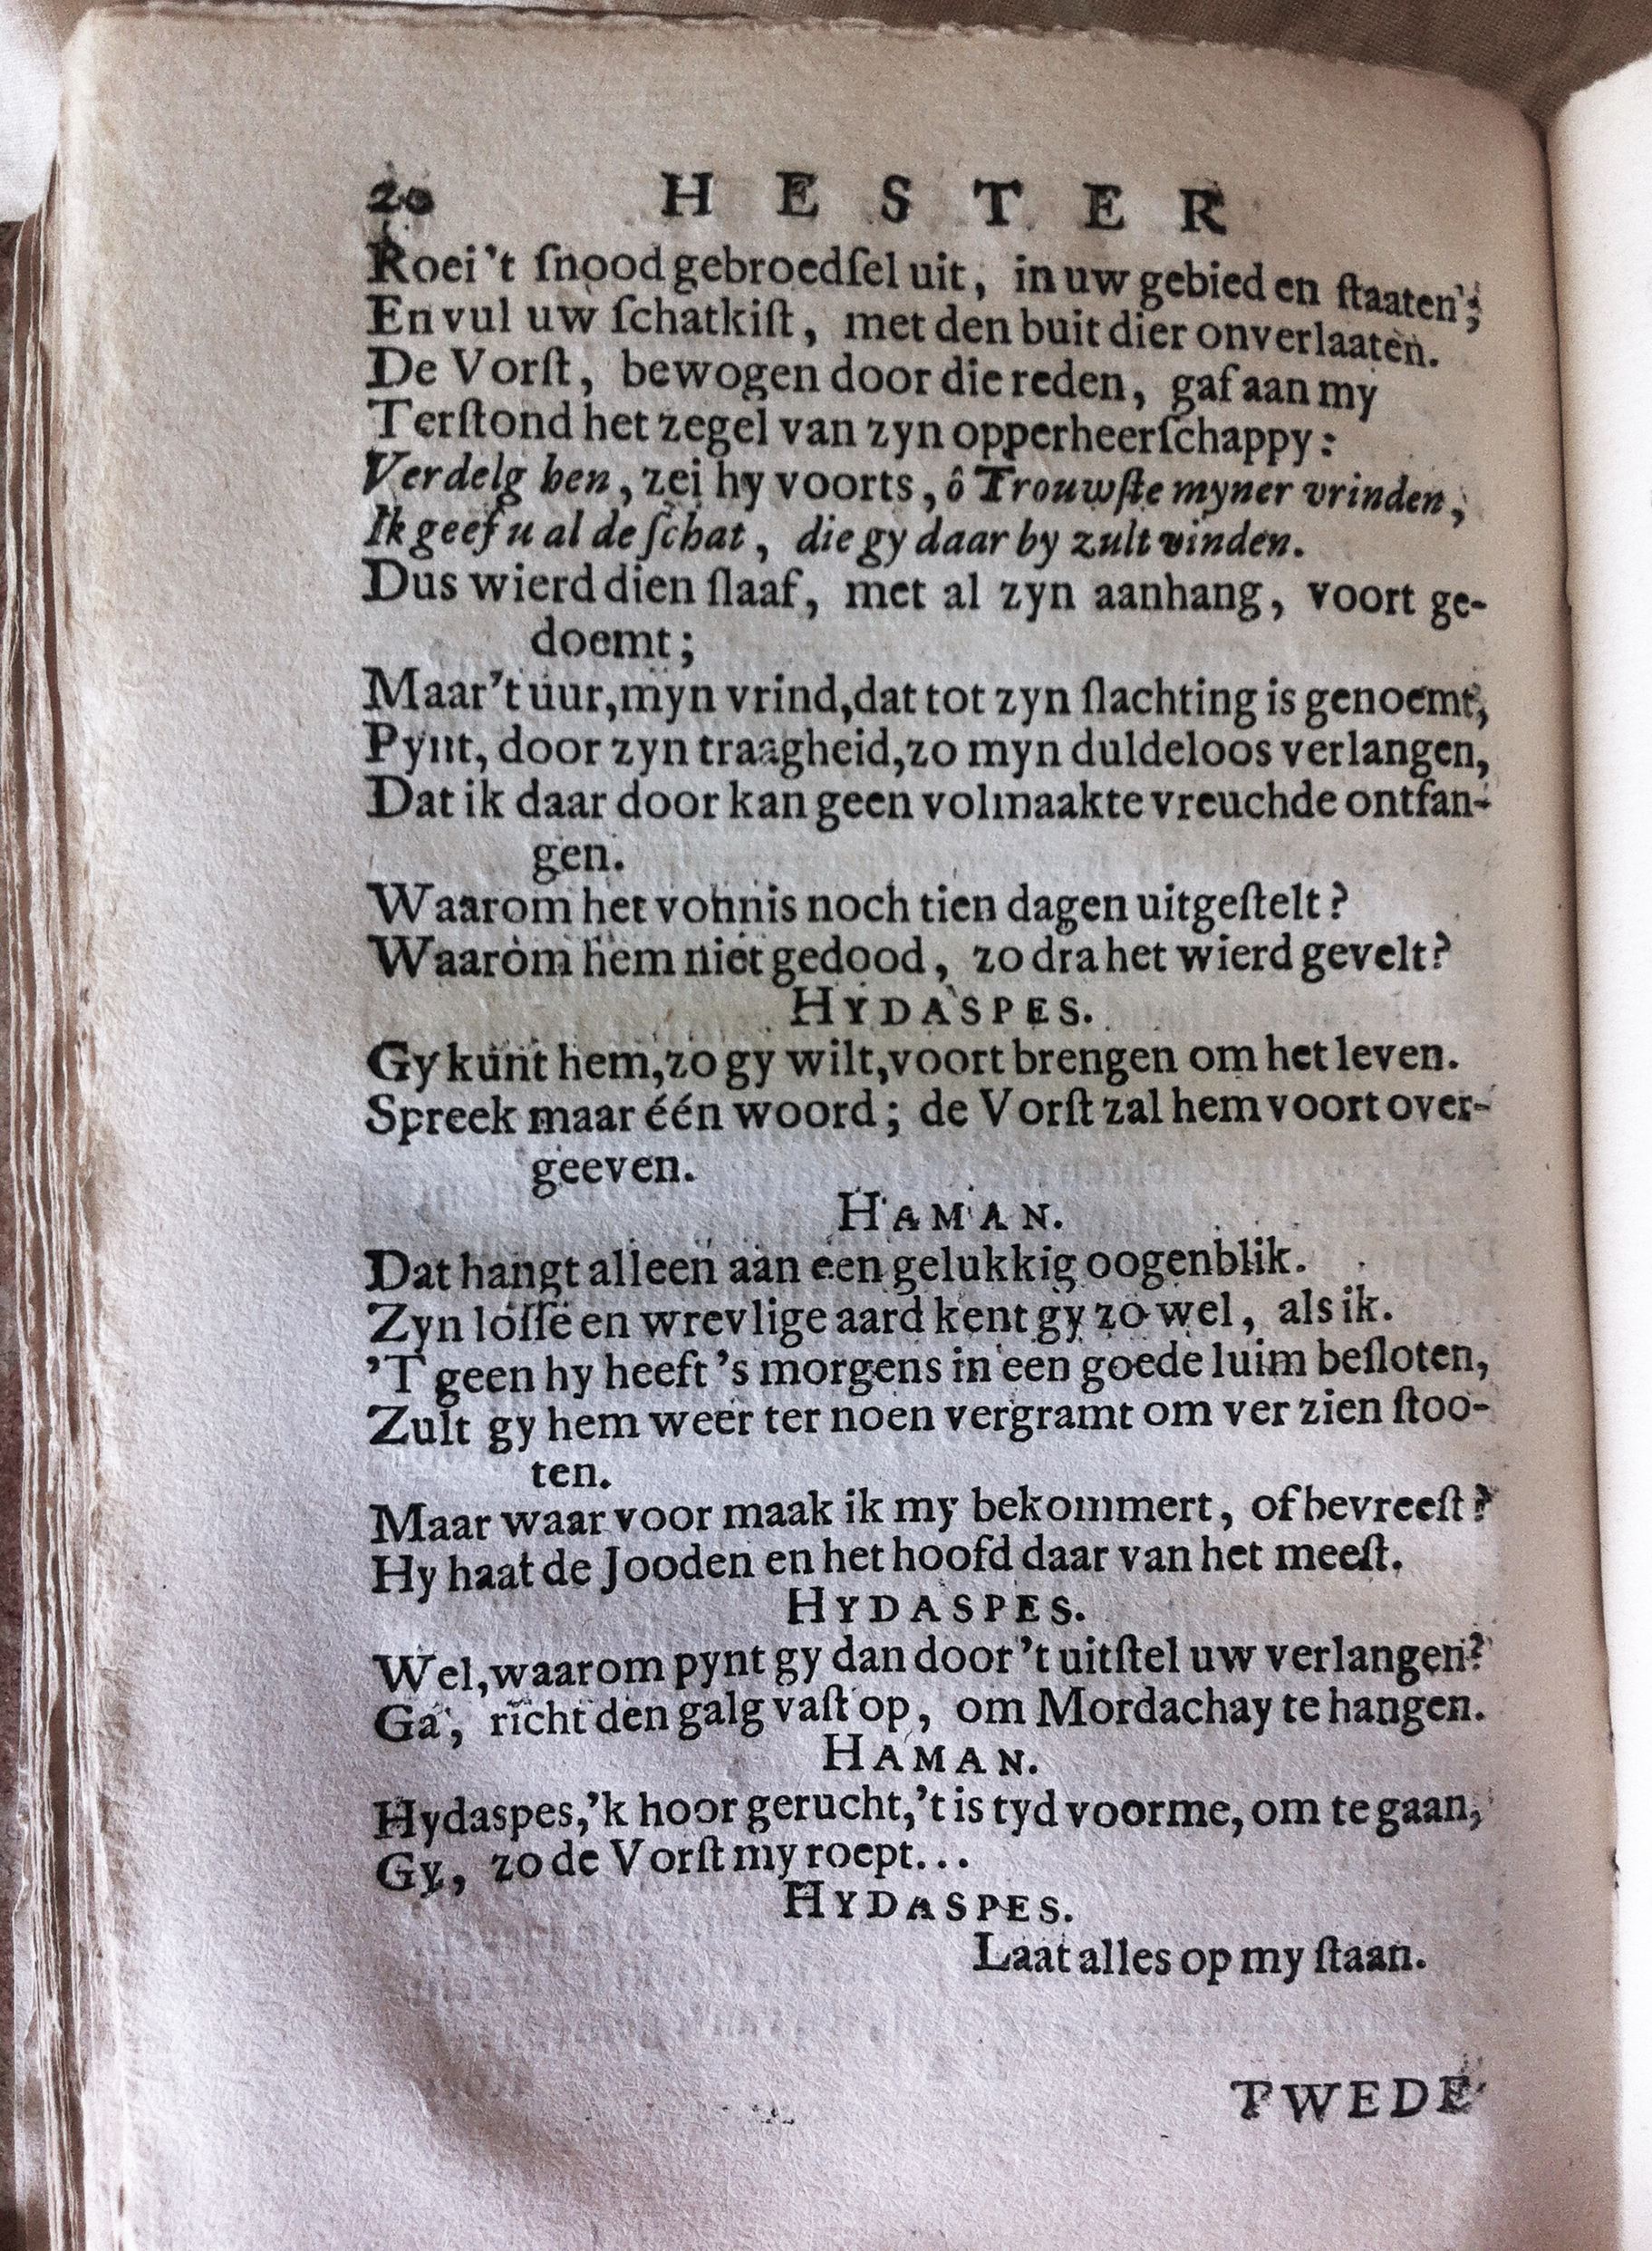 20 HESTER
Roei 't ſnood gebroedſel uit, in uw gebied en ſtaaten;
En vul uw ſchatkiſt, met den buit dier onverlaaten.
De Vorſt, bewogen door die reden, gaf aan my
Terſtond het zegel van zyn opperheerſchappy:
Verdelg hen, zei hy voorts, ô Trouwſte myner vrinden,
Ik geef u al de ſchat, die gy daar by zult vinden.
Dus wierd dien ſlaaf, met al zyn aanhang, voort ge-
doemt;
Maar 't uur, myn vrind, dat tot zyn ſlachting is genoemt,
Pynt, door zyn traagheid, zo myn duldeloos verlangen,
Dat ik daar door kan geen volmaakte vreuchde ontfan-
gen.
Waarom het vonnis noch tien dagen uitgeſtelt?
Waarom hem niet gedood, zo dra het wierd gevelt?
HYDASPES.
Gy kunt hem, zo gy wilt, voort brengen om het leven.
Spreek maar één woord; de Vorſt zal hem voort over-
geeven.
HAMAN.
Dat hangt alleen aan een gelukkig oogenblik.
Zyn loſſe en wrevlige aard kent gy zo wel, als ik.
'T geen hy heeft 's morgens in een goede luim beſloten,
Zult gy hem weer ter noen vergramt om ver zien ſtoo-
ten.
Maar waar voor maak ik my bekommert, of bevreeſt?
Hy haat de Jooden en het hoofd daar van het meeſt.
HYDASPES.
Wel, waarom pynt gy dan door 't uitſtel uw verlangen?
Ga, richt den galg vaſt op, om Mordachay te hangen.
HAMAN.
Hydaspes, 'k hoor gerucht, 't is tyd voor me, om te gaan,
Gy, zo de Vorſt my roept...
HYDASPES.
Laat alles op my ſtaan.
TWEDE